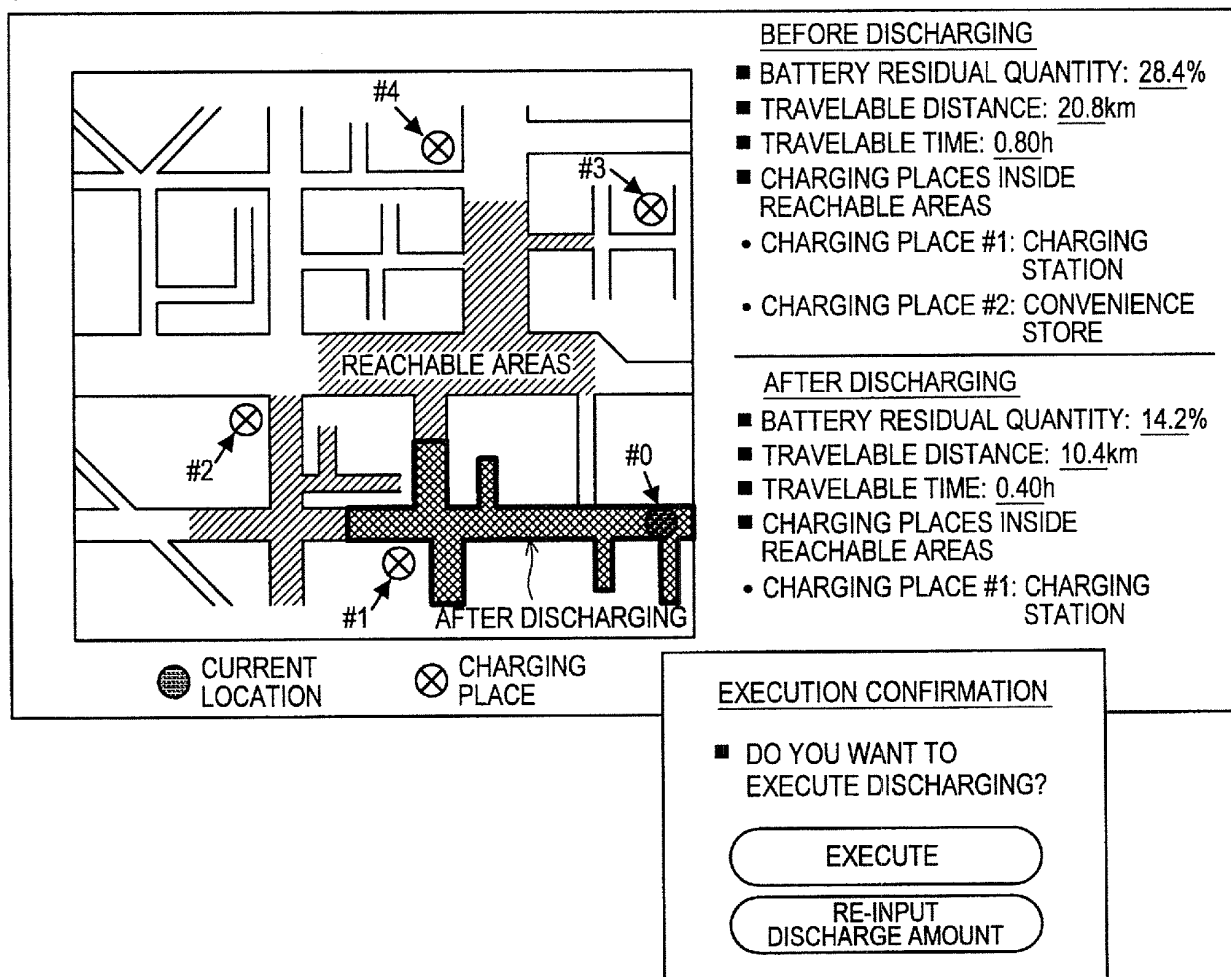 #4
#3
REACHABLE AREAS
#2
#0
#1
AFTER DISCHARGING
CURRENT
LOCATION
CHARGING
PLACE
BEFORE DISCHARGING
■ BATTERY RESIDUAL QUANTITY: 28.4%
■ TRAVELABLE DISTANCE: 20.8km
■ TRAVELABLE TIME: 0.80h
■ CHARGING PLACES INSIDE
REACHABLE AREAS
• CHARGING PLACE #1: CHARGING
STATION
• CHARGING PLACE #2: CONVENIENCE
STORE
AFTER DISCHARGING
■ BATTERY RESIDUAL QUANTITY: 14.2%
■ TRAVELABLE DISTANCE: 10.4km
■ TRAVELABLE TIME: 0.40h
■ CHARGING PLACES INSIDE
REACHABLE AREAS
• CHARGING PLACE #1: CHARGING
STATION
EXECUTION CONFIRMATION
■ DO YOU WANT TO
EXECUTE DISCHARGING?
EXECUTE
RE-INPUT
DISCHARGE AMOUNT